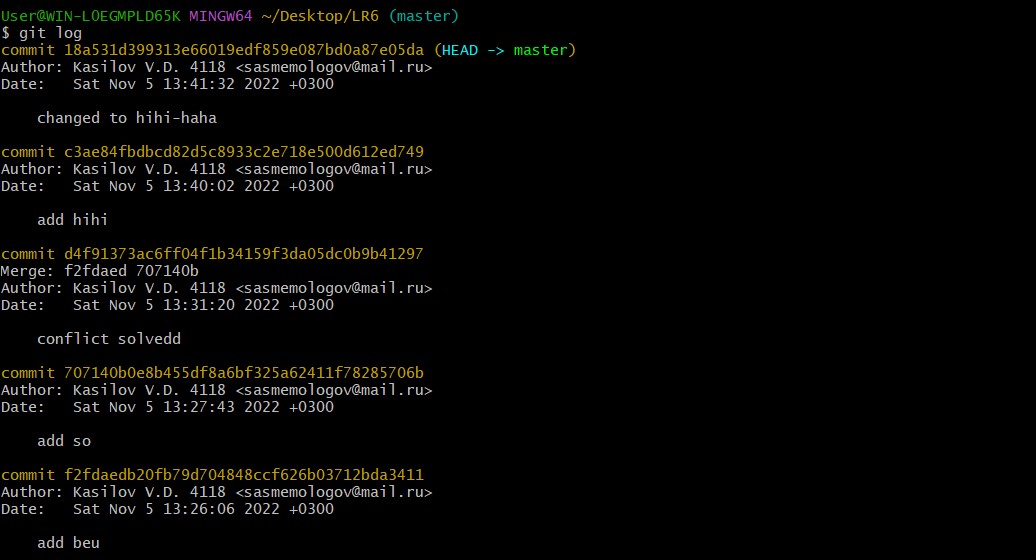 User@WIN-L0EGMPLD65K MINGW64 ~/Desktop/LR6 (master)
$ git log
commit 18a531d399313e66019edf859e087bd0a87e05da (HEAD -> master)
Author: Kasilov V.D. 4118 <sasmemologov@mail.ru>
Date:   Sat Nov 5 13:41:32 2022 +0300
    changed to hihi-haha
commit c3ae84fbdbcd82d5c8933c2e718e500d612ed749
Author: Kasilov V.D. 4118 <sasmemologov@mail.ru>
Date:   Sat Nov 5 13:40:02 2022 +0300
    add hihi
commit d4f91373ac6ff04f1b34159f3da05dc0b9b41297
Merge: f2fdaed 707140b
Author: Kasilov V.D. 4118 <sasmemologov@mail.ru>
Date:   Sat Nov 5 13:31:20 2022 +0300
    conflict solvedd
commit 707140b0e8b455df8a6bf325a62411f78285706b
Author: Kasilov V.D. 4118 <sasmemologov@mail.ru>
Date:   Sat Nov 5 13:27:43 2022 +0300
    add so
commit f2fdaedb20fb79d704848ccf626b03712bda3411
Author: Kasilov V.D. 4118 <sasmemologov@mail.ru>
Date:   Sat Nov 5 13:26:06 2022 +0300
    add beu